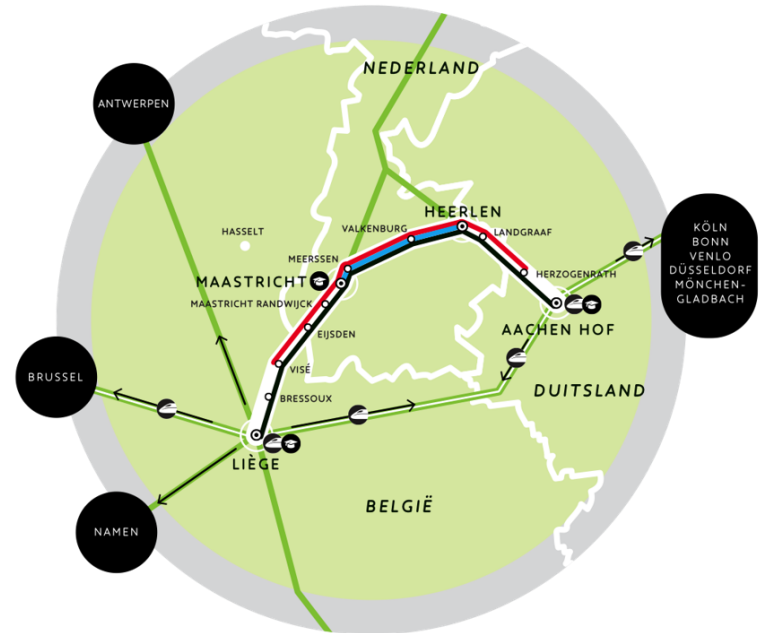 NEDERLAND
ANTWERPEN
HEERLEN
HASSELT
VALKENBURG
LANDGRAAF
KÖLN
BONN
VENLO
DÜSSELDORF
MÖNCHEN-
GLADBACH
MEERSSEN
HERZOGENRATH
MAASTRICHT
MAASTRICHT RANDWIJCK
AACHEN HOF
EIJSDEN
VISÉ
BRUSSEL
DUITSLAND
BRESSOUX
LIÈGE
BELGIË
NAMEN